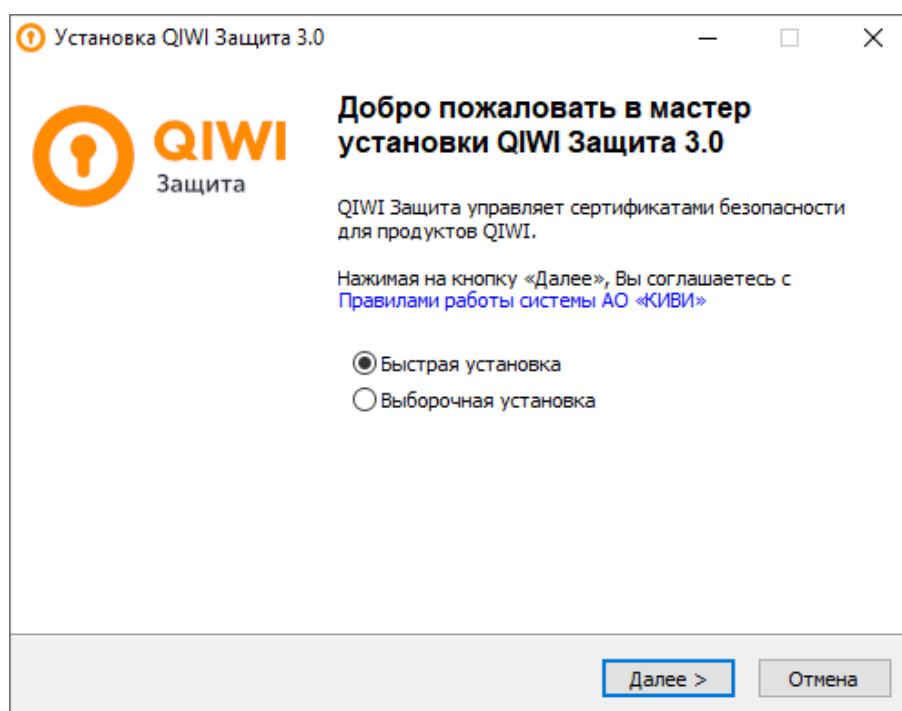 Установка QIWI Защита 3.0
QIWI
Защита
Добро пожаловать в мастер
установки QIWI Защита 3.0
QIWI Защита управляет сертификатами безопасности
для продуктов QIWI.
Нажимая на кнопку «Далее», Вы соглашаетесь с
Правилами работы системы АО «КИВИ»
Быстрая установка
Выборочная установка
Далее >
Отмена